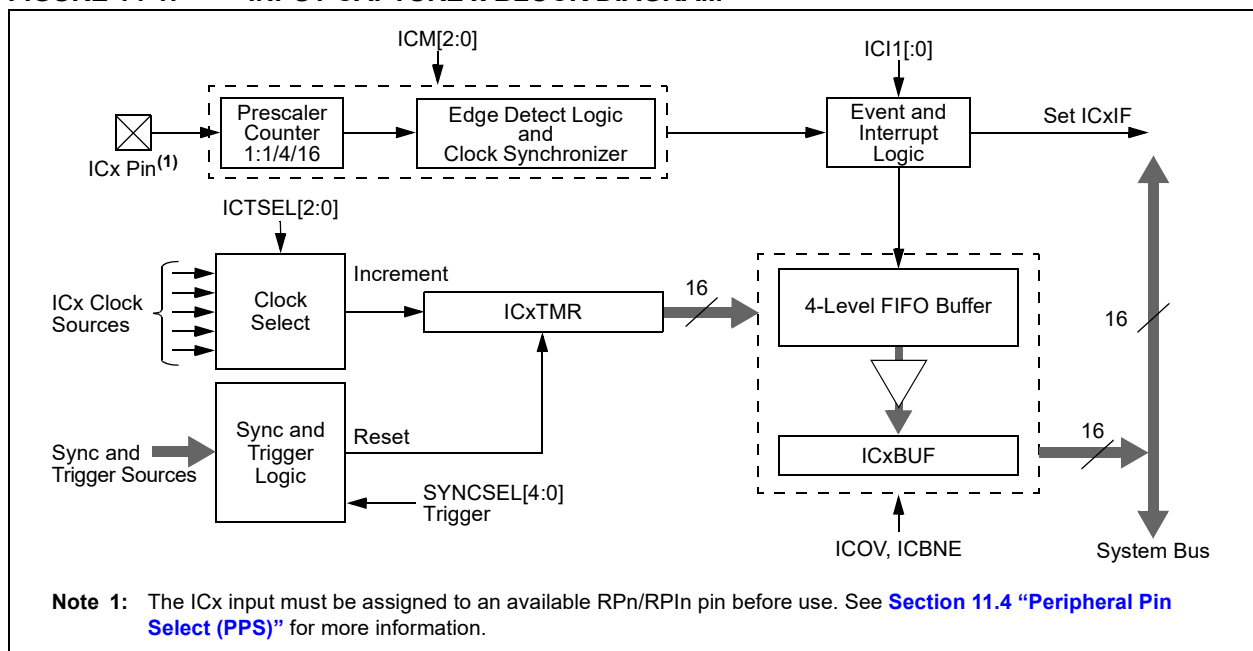 ICM[2:0]
ICI1[:0]
Prescaler
Counter
1:1/4/16
Edge Detect Logic
and
Clock Synchronizer
Event and
Interrupt
Logic
Set ICxIF
ICx Pin(1)
ICTSEL[2:0]
ICx Clock
Sources
Clock
Select
Increment
ICxTMR
16
4-Level FIFO Buffer
16
Sync and
Trigger Sources
Sync and
Trigger
Logic
Reset
ICxBUF
16
SYNCSEL[4:0]
Trigger
ICOV, ICBNE
System Bus
Note 1: The ICx input must be assigned to an available RPn/RPIn pin before use. See Section 11.4 “Peripheral Pin
Select (PPS)” for more information.